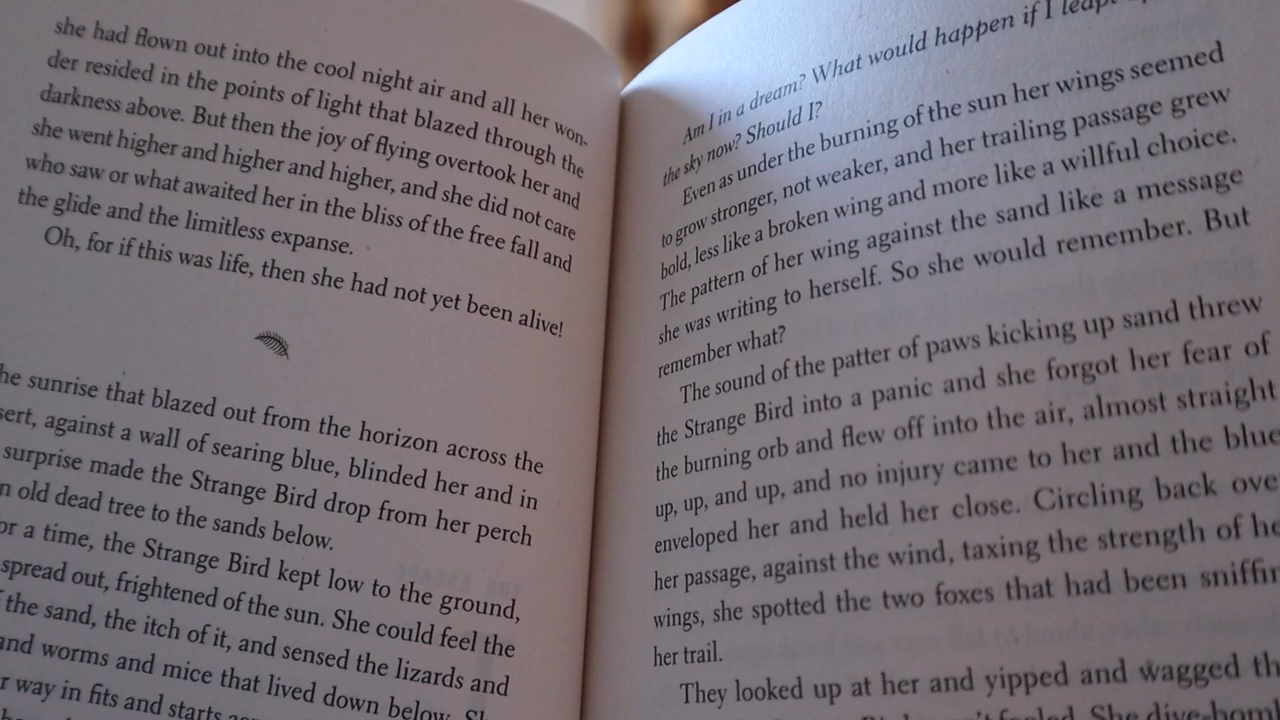 she had flown out into the cool night air and all her won-
der resided in the points of light that blazed through the
darkness above. But then the joy of flying overtook her and
she went higher and higher and higher, and she did not care
who saw or what awaited her in the bliss of the free fall and
the glide and the limitless expanse.
Oh, for if this was life, then she had not yet been alive!
he sunrise that blazed out from the horizon across the
sert, against a wall of searing blue, blinded her and in
surprise made the Strange Bird drop from her perch
n old dead tree to the sands below.
or a time, the Strange Bird kept low to the ground,
spread out, frightened of the sun. She could feel the
the sand, the itch of it, and sensed the lizards and
and worms and mice that lived down below.
r way in fits and starts
Am I in a dream? What would happen if I leapt
the sky now? Should I?
Even as under the burning of the sun her wings seemed
to grow stronger, not weaker, and her trailing passage grew
bold, less like a broken wing and more like a willful choice.
The pattern of her wing against the sand like a message
she was writing to herself. So she would remember. But
remember what?
The sound of the patter of paws kicking up sand threw
the Strange Bird into a panic and she forgot her fear of
the burning orb and flew off into the air, almost straight
up, up, and up, and no injury came to her and the blue
enveloped her and held her close. Circling back ove
her passage, against the wind, taxing the strength of he
wings, she spotted the two foxes that had been sniffin
her trail.
They looked up at her and yipped and wagged th
fooled. She dive-bomb